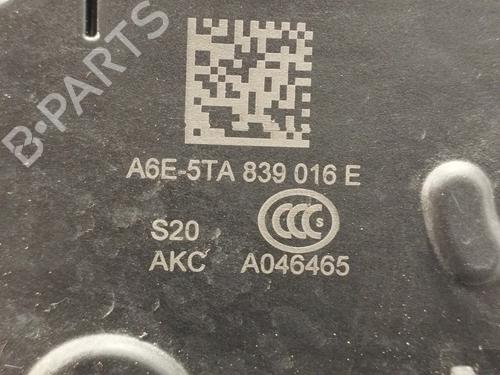 B-PARTS
A6E-5TA 839 016 E
CCC S
S20
AKC A046465